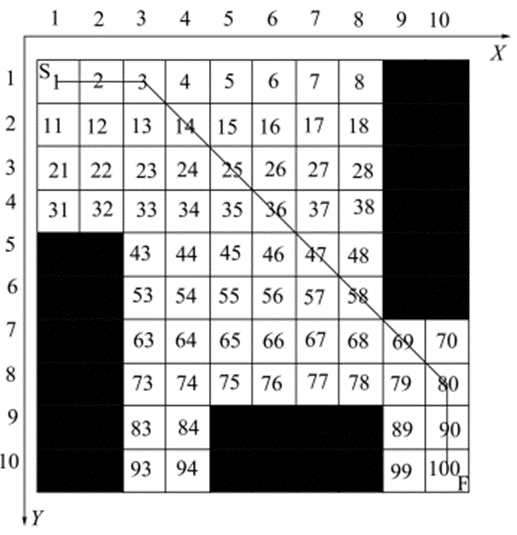 1 2 3 4 5 6 7 8 9 10
X
1 S 1 2 3 4 5 6 7 8
2 11 12 13 14 15 16 17 18
3 21 22 23 24 25 26 27 28
4 31 32 33 34 35 36 37 38
5 43 44 45 46 47 48
6 53 54 55 56 57 58
7 63 64 65 66 67 68 69 70
8 73 74 75 76 77 78 79 80
9 83 84 89 90
10 93 94 99 100 F
Y